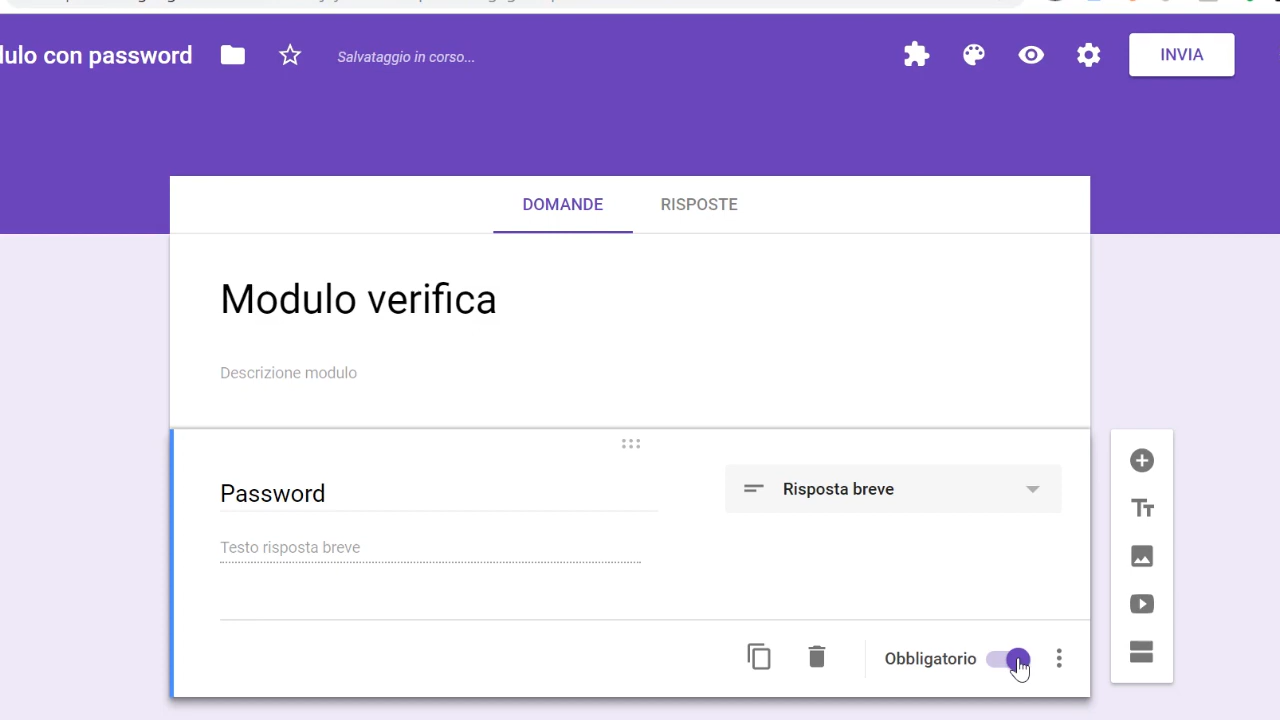 con password
Salvataggio in corso...
INVIA
DOMANDE
RISPOSTE
Modulo verifica
Descrizione modulo
Password
Risposta breve
Testo risposta breve
Obbligatorio